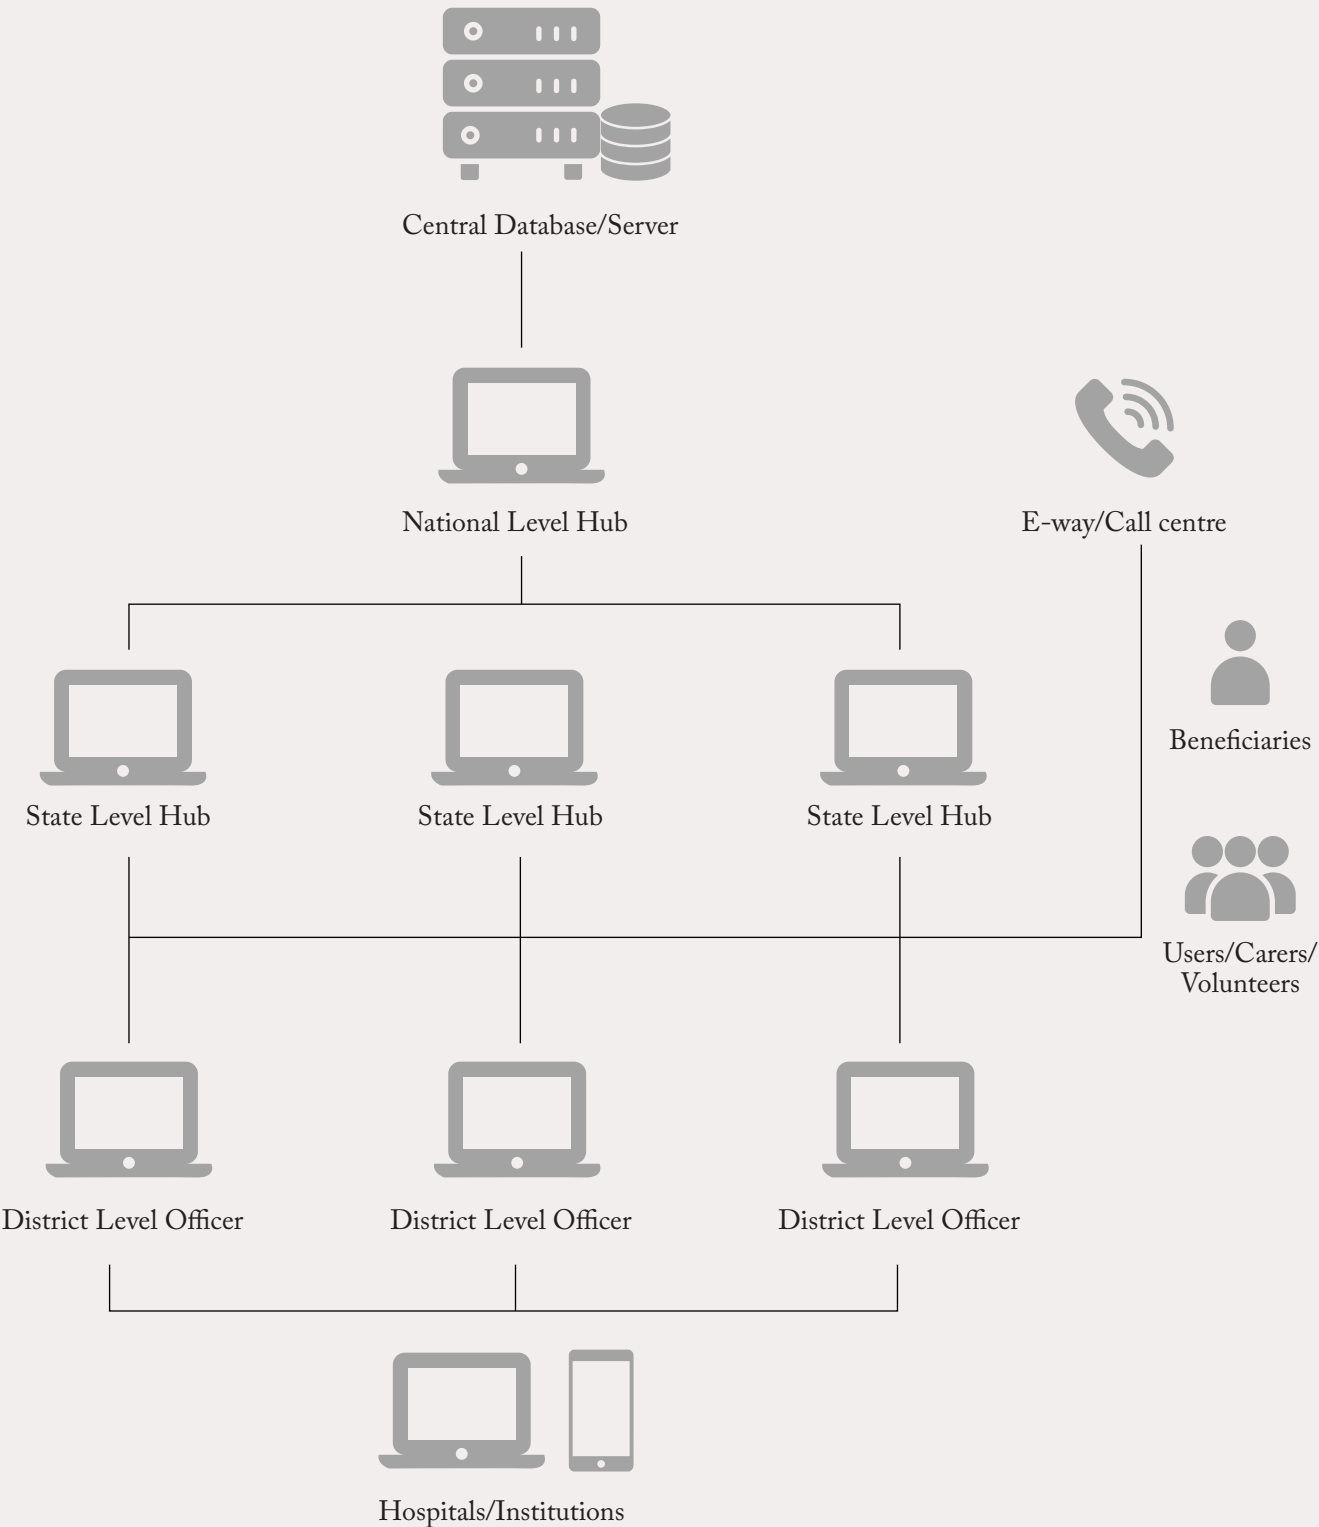 Central Database/Server
National Level Hub
E-way/Call centre
Beneficiaries
State Level Hub
State Level Hub
State Level Hub
Users/Carers/
Volunteers
District Level Officer
District Level Officer
District Level Officer
Hospitals/Institutions